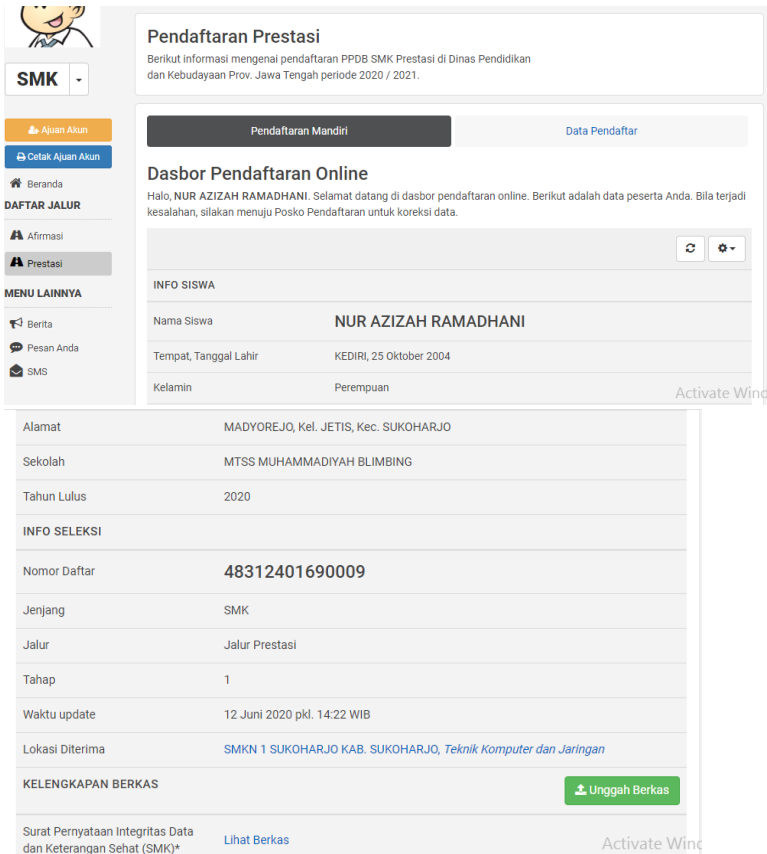 Pendaftaran Prestasi
Berikut informasi mengenai pendaftaran PPDB SMK Prestasi di Dinas Pendidikan
dan Kebudayaan Prov. Jawa Tengah periode 2020 / 2021.
SMK
Ajuan Akun
Cetak Ajuan Akun
Beranda
DAFTAR JALUR
Afirmasi
Prestasi
MENU LAINNYA
Berita
Pesan Anda
SMS
Pendaftaran Mandiri
Data Pendaftar
Dasbor Pendaftaran Online
Halo, NUR AZIZAH RAMADHANI. Selamat datang di dasbor pendaftaran online. Berikut adalah data peserta Anda. Bila terjadi
kesalahan, silakan menuju Posko Pendaftaran untuk koreksi data.
INFO SISWA
Nama Siswa NUR AZIZAH RAMADHANI
Tempat, Tanggal Lahir KEDIRI, 25 Oktober 2004
Kelamin Perempuan
Activate Wind
Alamat MADYOREJO, Kel. JETIS, Kec. SUKOHARJO
Sekolah MTSS MUHAMMADIYAH BLIMBING
Tahun Lulus 2020
INFO SELEKSI
Nomor Daftar 48312401690009
Jenjang SMK
Jalur Jalur Prestasi
Tahap 1
Waktu update 12 Juni 2020 pkl. 14:22 WIB
Lokasi Diterima SMKN 1 SUKOHARJO KAB. SUKOHARJO, Teknik Komputer dan Jaringan
KELENGKAPAN BERKAS
Unggah Berkas
Surat Pernyataan Integritas Data
dan Keterangan Sehat (SMK)*
Lihat Berkas
Activate Wind